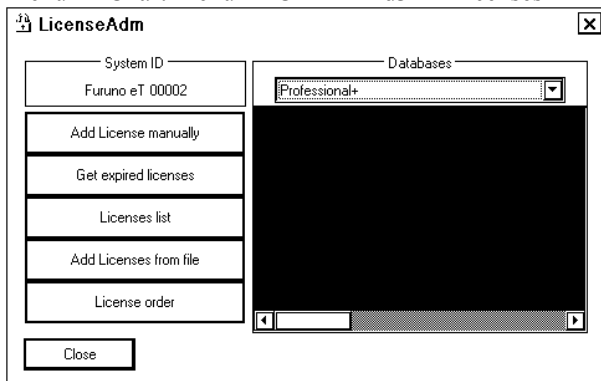 LicenseAdm
System ID
Furuno eT 00002
Databases
Professional+
Add License manually
Get expired licenses
Licenses list
Add Licenses from file
License order
Close